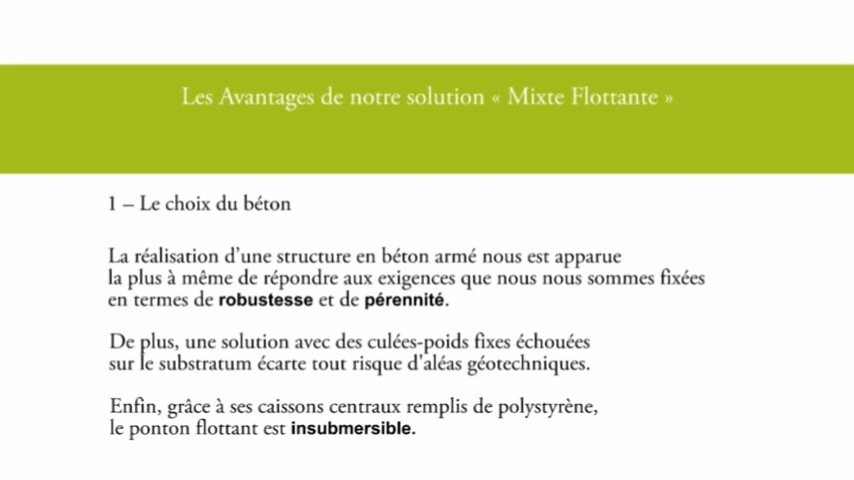 Les Avantages de notre solution « Mixte Flottante »
1 – Le choix du béton
La réalisation d'une structure en béton armé nous est apparue
la plus à même de répondre aux exigences que nous nous sommes fixées
en termes de robustesse et de pérennité.
De plus, une solution avec des culées-poids fixes échouées
sur le substratum écarte tout risque d'aléas géotechniques.
Enfin, grâce à ses caissons centraux remplis de polystyrène,
le ponton flottant est insubmersible.